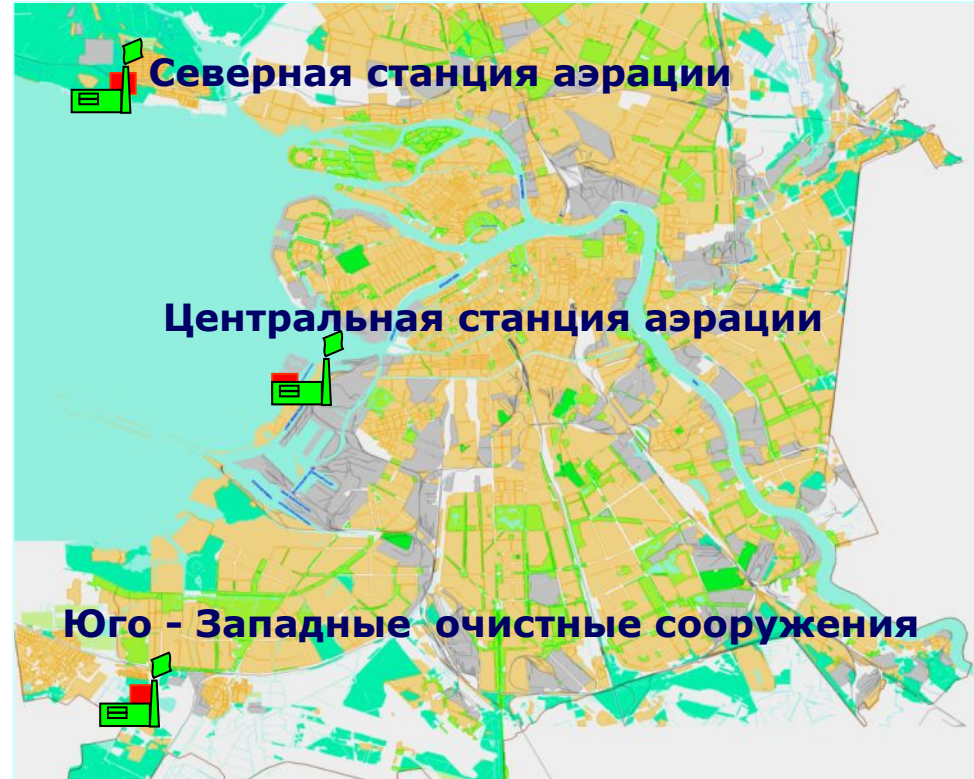 Северная станция аэрации
Центральная станция аэрации
Юго - Западные очистные сооружения